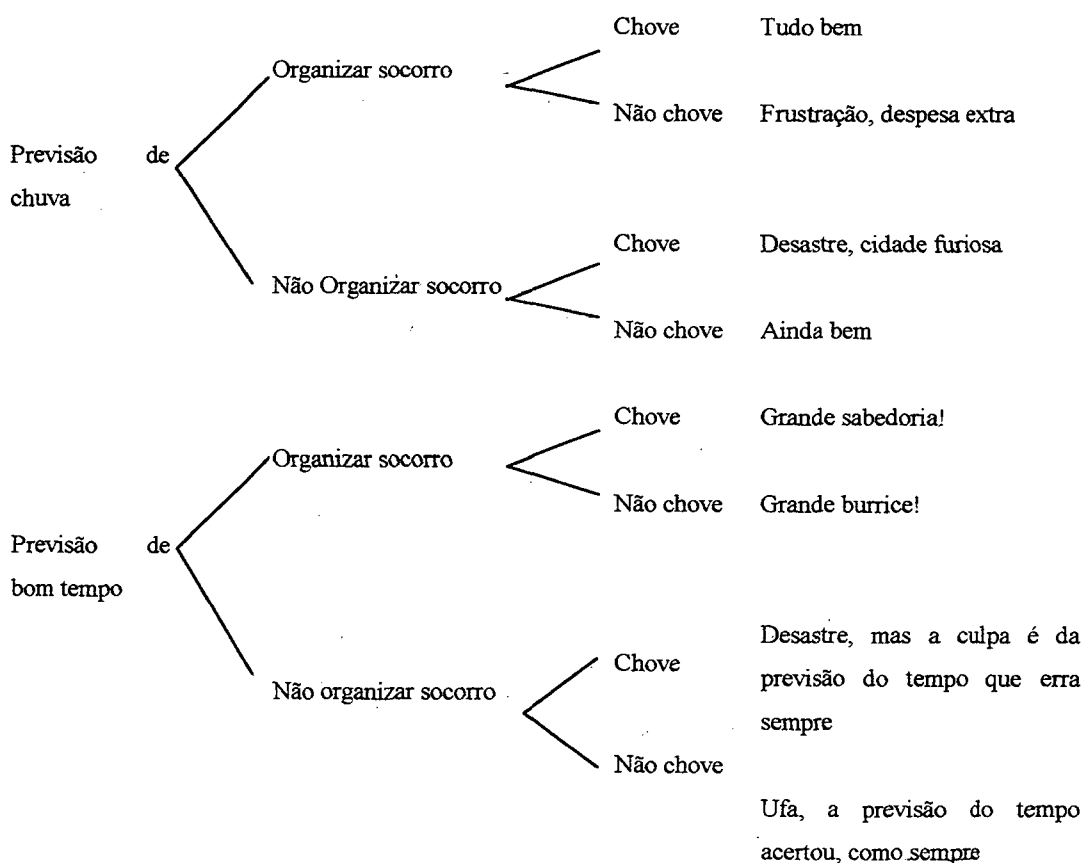 Chove Tudo bem
Organizar socorro
Não chove Frustração, despesa extra
Previsão de
chuva
Chove Desastre, cidade furiosa
Não Organizar socorro
Não chove Ainda bem
Chove Grande sabedoria!
Organizar socorro
Não chove Grande burrice!
Previsão de
bom tempo
Desastre, mas a culpa é da
Chove
previsão do tempo que erra
Não organizar socorro
sempre
Não chove
Ufa, a previsão do tempo
acertou, como sempre